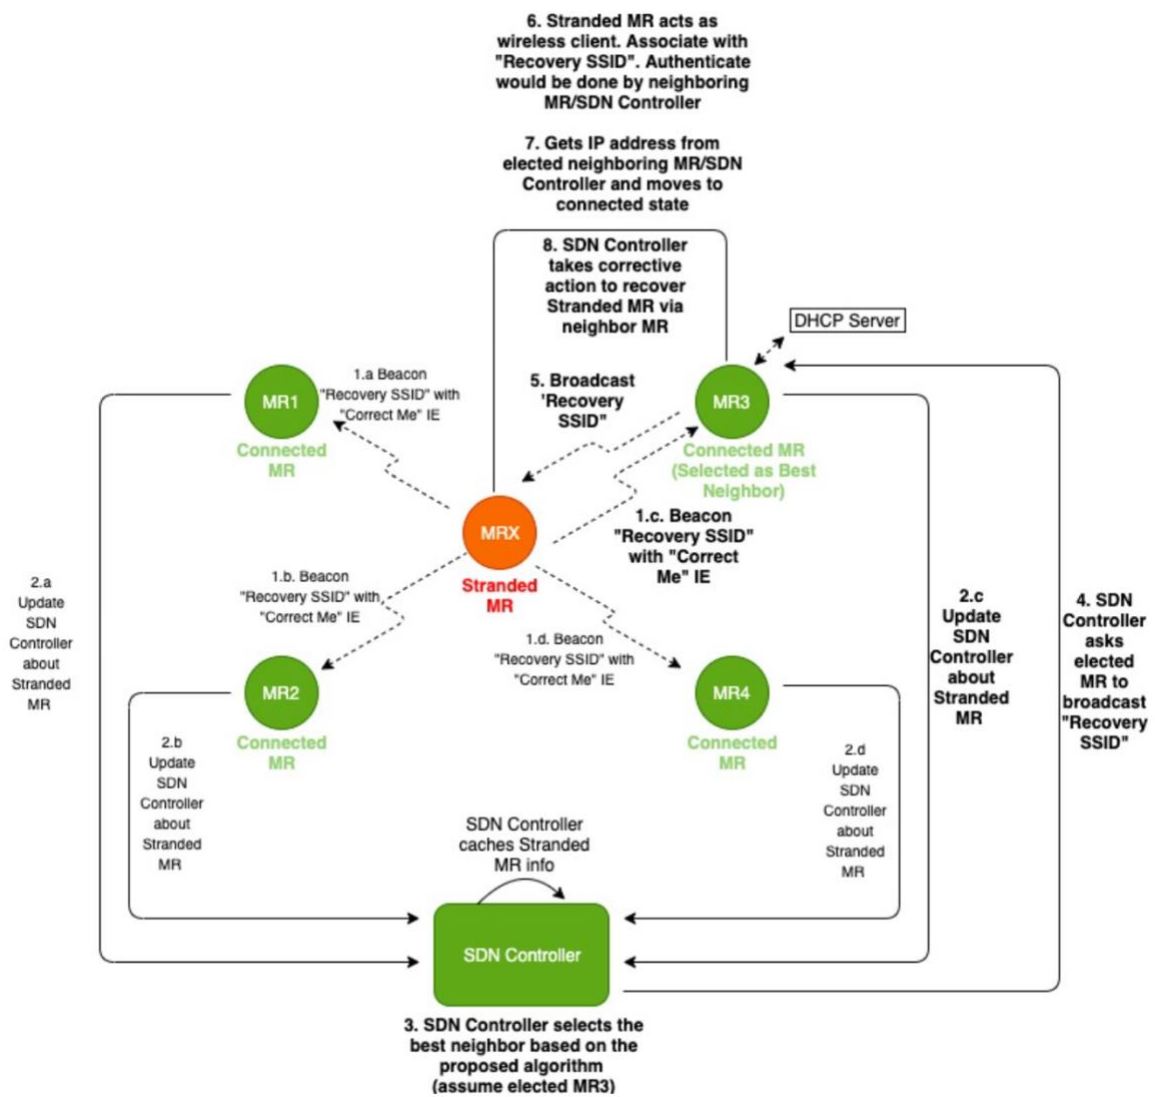 6. Stranded MR acts as
wireless client. Associate with
"Recovery SSID". Authenticate
would be done by neighboring
MR/SDN Controller
7. Gets IP address from
elected neighboring MR/SDN
Controller and moves to
connected state
8. SDN Controller
takes corrective
action to recover
Stranded MR via
neighbor MR
DHCP Server
1.a Beacon
"Recovery SSID" with
"Correct Me" IE
5. Broadcast
'Recovery
SSID"
MR1
Connected
MR
MR3
Connected MR
(Selected as Best
Neighbor)
MRX
Stranded
MR
1.c. Beacon
"Recovery SSID"
with "Correct
Me" IE
1.b. Beacon
"Recovery SSID" with
"Correct Me" IE
1.d. Beacon
"Recovery SSID" with
"Correct Me" IE
2.a
Update
SDN
Controller
about
Stranded
MR
2.c
Update
SDN
Controller
about
Stranded
MR
4. SDN
Controller
asks
elected
MR to
broadcast
"Recovery
SSID"
MR2
Connected
MR
MR4
Connected
MR
2.b
Update
SDN
Controller
about
Stranded
MR
2.d
Update
SDN
Controller
about
Stranded
MR
SDN Controller
caches Stranded
MR info
SDN Controller
3. SDN Controller selects the
best neighbor based on the
proposed algorithm
(assume elected MR3)